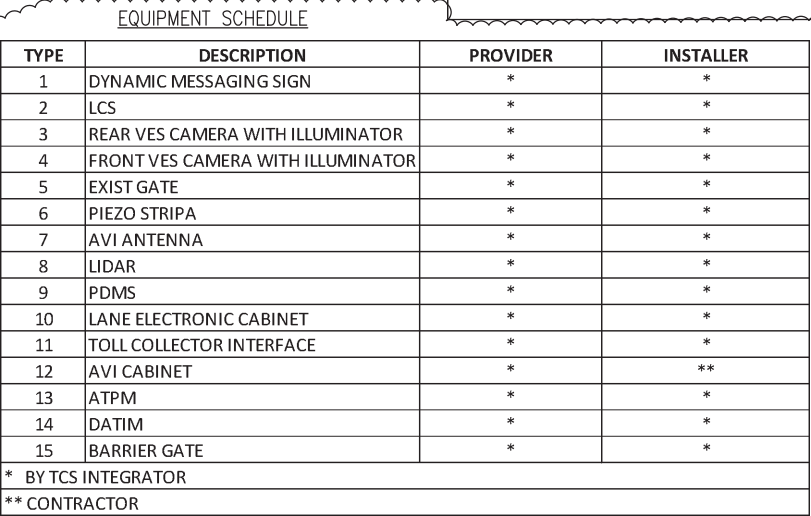 EQUIPMENT SCHEDULE
TYPE DESCRIPTION PROVIDER INSTALLER
1 DYNAMIC MESSAGING SIGN * *
2 LCS * *
3 REAR VES CAMERA WITH ILLUMINATOR * *
4 FRONT VES CAMERA WITH ILLUMINATOR * *
5 EXIST GATE * *
6 PIEZO STRIPA * *
7 AVI ANTENNA * *
8 LIDAR * *
9 PDMS * *
10 LANE ELECTRONIC CABINET * *
11 TOLL COLLECTOR INTERFACE * *
12 AVI CABINET * **
13 ATPM * *
14 DATIM * *
15 BARRIER GATE * *
* BY TCS INTEGRATOR
** CONTRACTOR